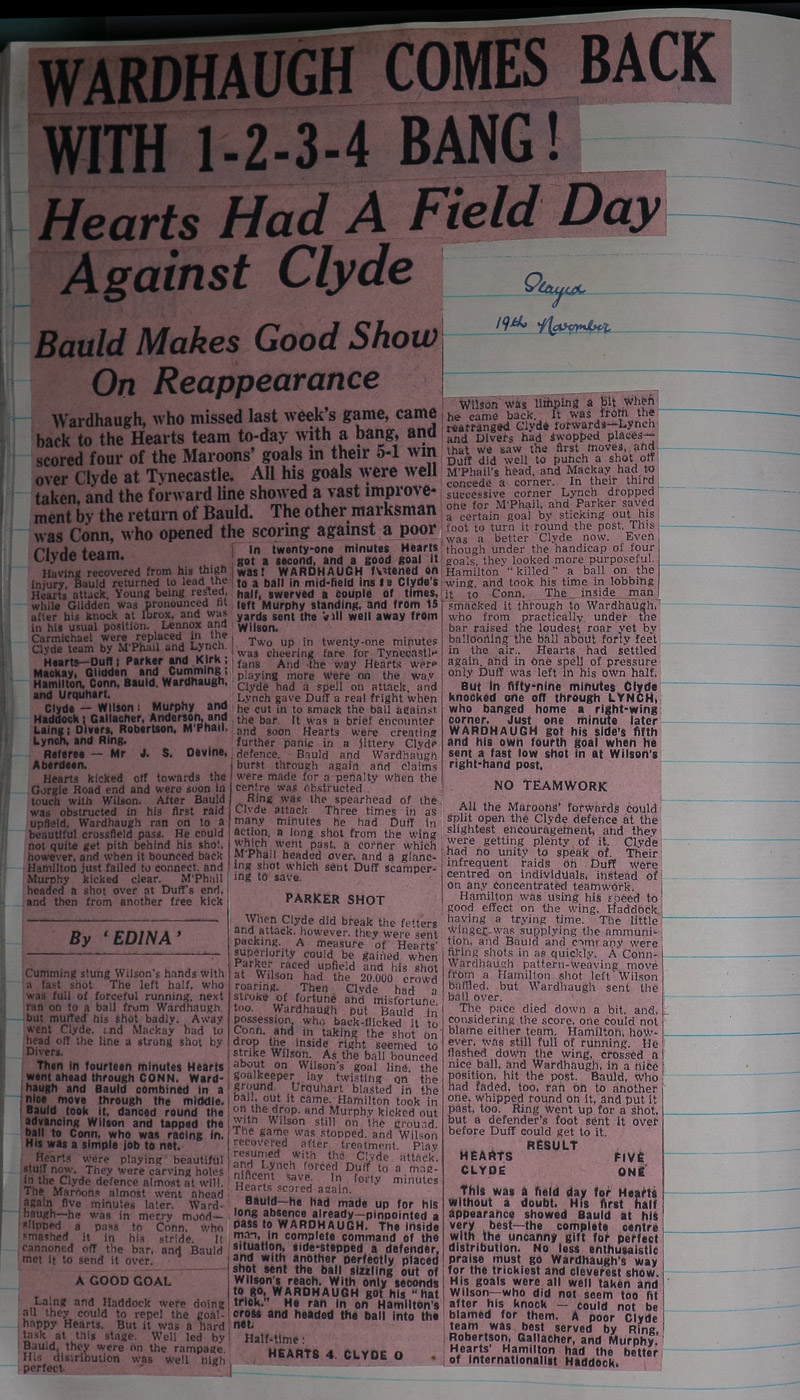 WARDHAUGH COMES BACK
WITH 1-2-3-4 BANG!
Hearts Had A Field Day
Against Clyde
Played
19th November
Bauld Makes Good Show
On Reappearance
Wardhaugh, who missed last week's game, came
back to the Hearts team to-day with a bang, and
scored four of the Maroons' goals in their 5-1 win
over Clyde at Tynecastle. All his goals were well
taken, and the forward line showed a vast improve-
ment by the return of Bauld. The other marksman
was Conn, who opened the scoring against a poor
Clyde team.
Having recovered from his thigh
injury, Bauld returned to lead the
Hearts attack, Young being rested,
while Glidden was pronounced fit
after his knock at Ibrox, and was
in his usual position. Lennox and
Carmichael were replaced in the
Clyde team by M'Phail and Lynch.
Hearts—Duff; Parker and Kirk;
Mackay, Glidden and Cumming;
Hamilton, Conn, Bauld, Wardhaugh,
and Urquhart.
Clyde — Wilson; Murphy and
Haddock; Gallacher, Anderson, and
Laing; Divers, Robertson, M'Phail,
Lynch, and Ring.
Referee — Mr J. S. Devine,
Aberdeen.
Hearts kicked off towards the
Gorgie Road end and were soon in
touch with Wilson. After Bauld
was obstructed in his first raid
upfield, Wardhaugh ran on to a
beautiful crossfield pass. He could
not quite get pith behind his shot,
however, and when it bounced back
Hamilton just failed to connect, and
Murphy kicked clear. M'Phail
headed a shot over at Duff's end,
and then from another free kick
By 'EDINA'
Cumming stung Wilson's hands with
a fast shot. The left half, who
was full of forceful running, next
ran on to a ball from Wardhaugh,
but muffed his shot badly. Away
went Clyde, and Mackay had to
head off the line a strong shot by
Divers.
Then in fourteen minutes Hearts
went ahead through CONN. Ward-
haugh and Bauld combined in a
nice move through the middle.
Bauld took it, danced round the
advancing Wilson and tapped the
ball to Conn, who was racing in.
His was a simple job to net.
Hearts were playing beautiful
stuff now. They were carving holes
in the Clyde defence almost at will.
The Maroons almost went ahead
again five minutes later. Ward-
haugh—he was in merry mood—
slipped a pass to Conn, who
smashed it in his stride. It
cannoned off the bar, and Bauld
met it to send it over.
A GOOD GOAL
Laing and Haddock were doing
all they could to repel the goal-
happy Hearts. But it was a hard
task at this stage. Well led by
Bauld, they were on the rampage.
His distribution was well nigh
perfect.
In twenty-one minutes Hearts
got a second, and a good goal it
was! WARDHAUGH fastened on
to a ball in mid-field inside Clyde's
half, swerved a couple of times,
left Murphy standing, and from 15
yards sent the ball well away from
Wilson.
Two up in twenty-one minutes
was cheering fare for Tynecastle
fans. And the way Hearts were
playing more were on the way.
Clyde had a spell on attack, and
Lynch gave Duff a real fright when
he cut in to smack the ball against
the bar. It was a brief encounter
and soon Hearts were creating
further panic in a jittery Clyde
defence. Bauld and Wardhaugh
burst through again and claims
were made for a penalty when the
centre was obstructed.
Ring was the spearhead of the
Clyde attack. Three times in as
many minutes he had Duff in
action, a long shot from the wing
which went past, a corner which
M'Phail headed over, and a glanc-
ing shot which sent Duff scamper-
ing to save.
PARKER SHOT
When Clyde did break the fetters
and attack, however, they were sent
packing. A measure of Hearts'
superiority could be gained when
Parker raced upfield and his shot
at Wilson had the 20,000 crowd
roaring. Then Clyde had a
stroke of fortune and misfortune,
too. Wardhaugh put Bauld in
possession, who back-flicked it to
Conn, and in taking the shot on
drop the inside right seemed to
strike Wilson. As the ball bounced
about on Wilson's goal line, the
goalkeeper lay twisting on the
ground. Urquhart blasted in the
ball, out it came. Hamilton took in
on the drop, and Murphy kicked out
with Wilson still on the ground.
The game was stopped, and Wilson
recovered after treatment. Play
resumed with the Clyde attack,
and Lynch forced Duff to a mag-
nificent save. In forty minutes
Hearts scored again.
Bauld—he had made up for his
long absence already—pinpointed a
pass to WARDHAUGH. The inside
man, in complete command of the
situation, side-stepped a defender,
and with another perfectly placed
shot sent the ball sizzling out of
Wilson's reach. With only seconds
to go, WARDHAUGH got his "hat
trick." He ran in on Hamilton's
cross and headed the ball into the
net.
Half-time:
HEARTS 4. CLYDE 0
Wilson was limping a bit when
he came back. It was from the
rearranged Clyde forwards—Lynch
and Divers had swopped places—
that we saw the first moves, and
Duff did well to punch a shot off
M'Phail's head, and Mackay had to
concede a corner. In their third
successive corner Lynch dropped
one for M'Phail, and Parker saved
a certain goal by sticking out his
foot to turn it round the post. This
was a better Clyde now. Even
though under the handicap of four
goals, they looked more purposeful.
Hamilton "killed" a ball on the
wing, and took his time in lobbing
it to Conn. The inside man
smacked it through to Wardhaugh,
who from practically under the
bar raised the loudest roar yet by
ballooning the ball about forty feet
in the air. Hearts had settled
again, and in one spell of pressure
only Duff was left in his own half.
But in fifty-nine minutes Clyde
knocked one off through LYNCH,
who banged home a right-wing
corner. Just one minute later
WARDHAUGH got his side's fifth
and his own fourth goal when he
sent a fast low shot in at Wilson's
right-hand post.
NO TEAMWORK
All the Maroons' forwards could
split open the Clyde defence at the
slightest encouragement, and they
were getting plenty of it. Clyde
had no unity to speak of. Their
infrequent raids on Duff were
centred on individuals, instead of
on any concentrated teamwork.
Hamilton was using his speed to
good effect on the wing, Haddock
having a trying time. The little
winger was supplying the ammuni-
tion, and Bauld and company were
firing shots in as quickly. A Conn-
Wardhaugh pattern-weaving move
from a Hamilton shot left Wilson
baffled, but Wardhaugh sent the
ball over.
The pace died down a bit, and,
considering the score, one could not
blame either team. Hamilton, how-
ever, was still full of running. He
flashed down the wing, crossed a
nice ball, and Wardhaugh, in a nice
position, hit the post. Bauld, who
had faded, too, ran on to another
one, whipped round on it, and put it
past, too. Ring went up for a shot,
but a defender's foot sent it over
before Duff could get to it.
RESULT
HEARTS FIVE
CLYDE ONE
This was a field day for Hearts
without a doubt. His first half
appearance showed Bauld at his
very best—the complete centre
with the uncanny gift for perfect
distribution. No less enthusaistic
praise must go Wardhaugh's way
for the trickiest and cleverest show.
His goals were all well taken and
Wilson—who did not seem too fit
after his knock — could not be
blamed for them. A poor Clyde
team was best served by Ring,
Robertson, Gallacher, and Murphy.
Hearts' Hamilton had the better
of internationalist Haddock.